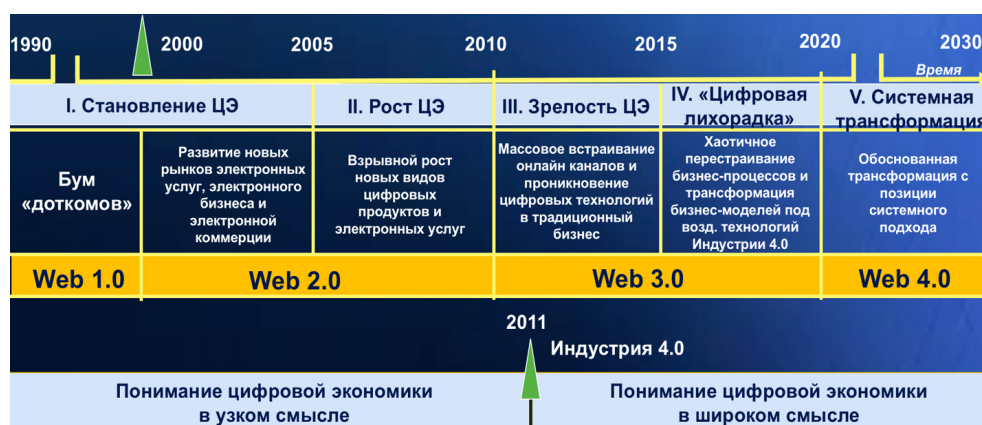 1990 2000 2005 2010 2015 2020 2030
Время
I. Становление ЦЭ
II. Рост ЦЭ
III. Зрелость ЦЭ
IV. «Цифровая
лихорадка»
V. Системная
трансформация
Бум
«доткомов»
Развитие новых
рынков электронных
услуг, электронного
бизнеса и
электронной
коммерции
Взрывной рост
новых видов
цифровых
продуктов и
электронных услуг
Массовое встраивание
онлайн каналов и
проникновение
цифровых технологий
в традиционный
бизнес
Хаотичное
перестраивание
бизнес-процессов и
трансформация
бизнес-моделей под
возд. технологий
Индустрии 4.0
Обоснованная
трансформация с
позиции
системного
подхода
Web 1.0 Web 2.0 Web 3.0 Web 4.0
2011
Индустрия 4.0
Понимание цифровой экономики
в узком смысле
Понимание цифровой экономики
в широком смысле